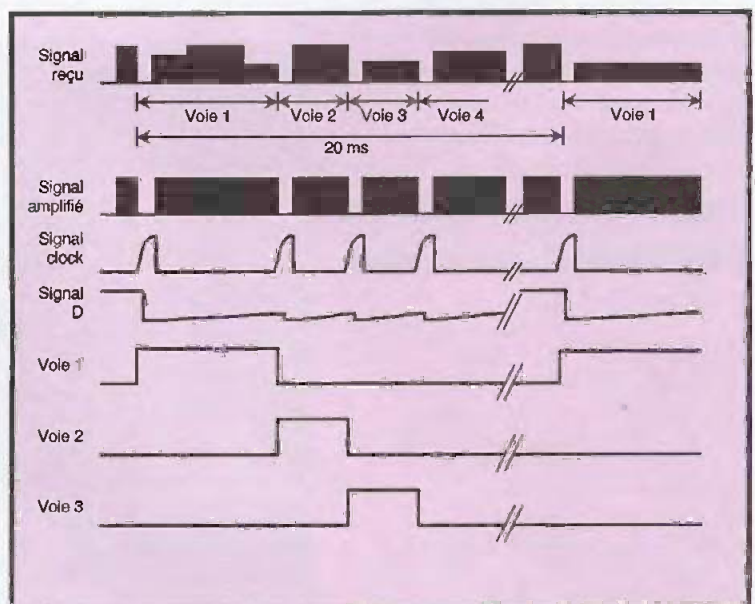 Signal
reçu
Voie 1 Voie 2 Voie 3 Voie 4 Voie 1
20 ms
Signal
amplifié
Signal
clock
Signal
D
Voie 1
Voie 2
Voie 3